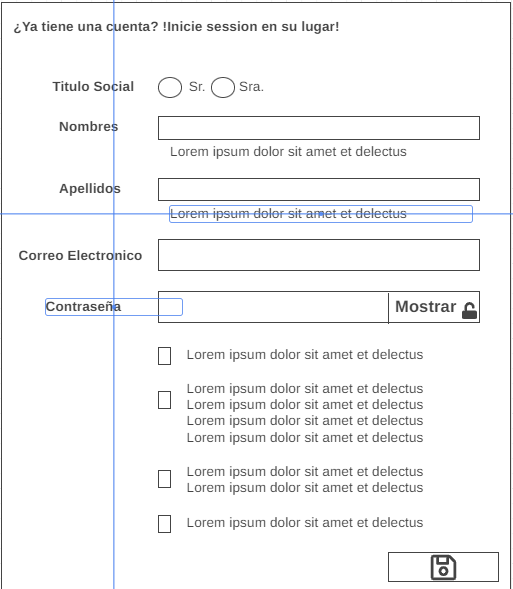 ¿Ya tiene una cuenta? !Inicie session en su lugar!
Titulo Social Sr. Sra.
Nombres
Lorem ipsum dolor sit amet et delectus
Apellidos
Lorem ipsum dolor sit amet et delectus
Correo Electronico
Contraseña Mostrar
Lorem ipsum dolor sit amet et delectus
Lorem ipsum dolor sit amet et delectus
Lorem ipsum dolor sit amet et delectus
Lorem ipsum dolor sit amet et delectus
Lorem ipsum dolor sit amet et delectus
Lorem ipsum dolor sit amet et delectus
Lorem ipsum dolor sit amet et delectus
Lorem ipsum dolor sit amet et delectus